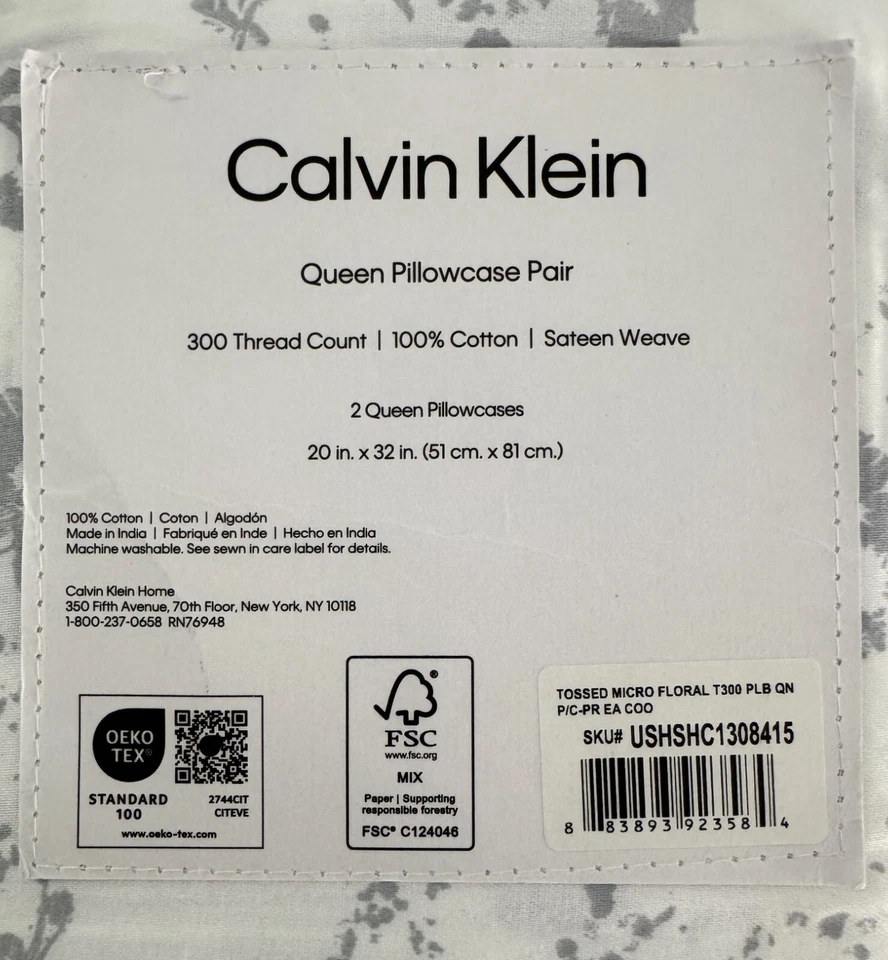 Calvin Klein
Queen Pillowcase Pair
300 Thread Count | 100% Cotton | Sateen Weave
2 Queen Pillowcases
20 in. x 32 in. (51 cm. x 81 cm.)
100% Cotton | Coton | Algodón
Made in India | Fabriqué en Inde | Hecho en India
Machine washable. See sewn in care label for details.
Calvin Klein Home
350 Fifth Avenue, 70th Floor, New York, NY 10118
1-800-237-0658 RN76948
OEKO
TEX®
STANDARD
100
2744CIT
CITEVE
www.oeko-tex.com
®
FSC
www.fsc.org
MIX
Paper | Supporting
responsible forestry
FSC® C124046
TOSSED MICRO FLORAL T300 PLB QN
P/C-PR EA COO
SKU# USHSHC1308415
8 83893 92358 4